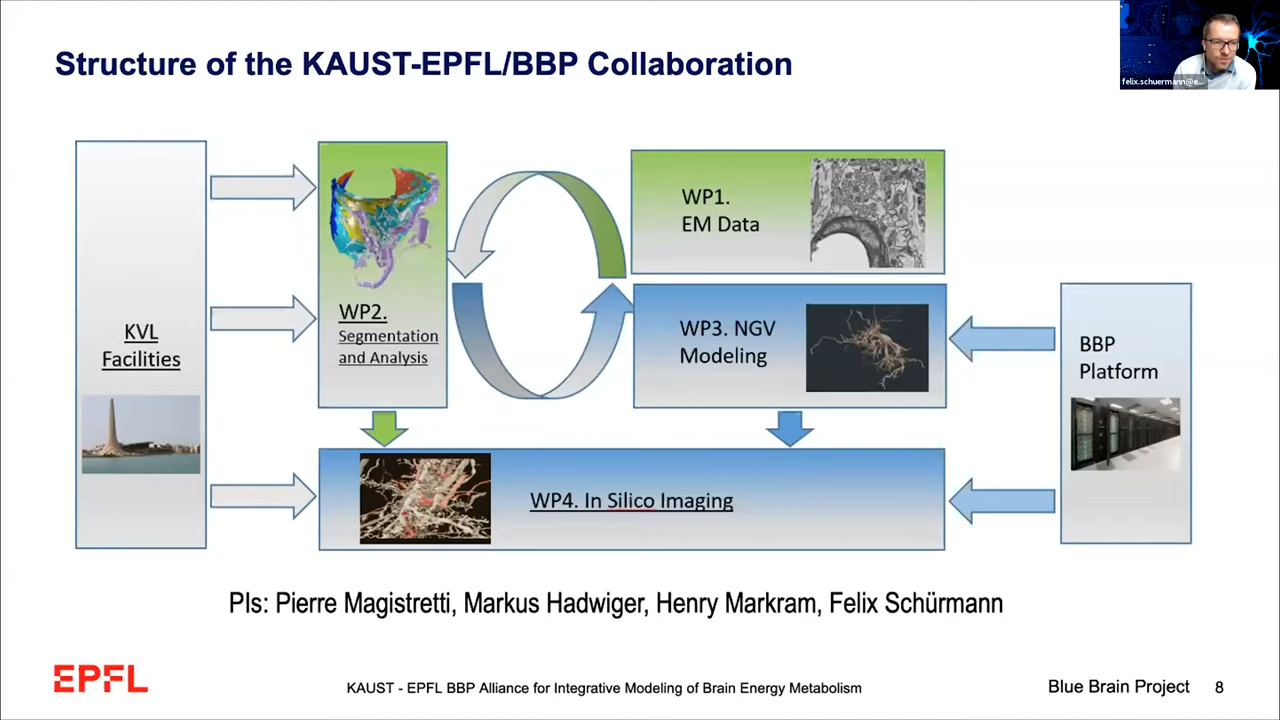 Structure of the KAUST-EPFL/BBP Collaboration
felix.schuermann@e...
KVL
Facilities
WP2.
Segmentation
and Analysis
WP1.
EM Data
WP3. NGV
Modeling
BBP
Platform
WP4. In Silico Imaging
PIs: Pierre Magistretti, Markus Hadwiger, Henry Markram, Felix Schürmann
EPFL
KAUST - EPFL BBP Alliance for Integrative Modeling of Brain Energy Metabolism
Blue Brain Project 8